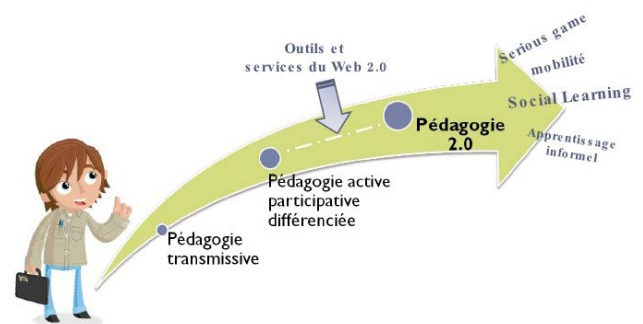 Outils et
services du Web 2.0
Serious game
mobilité
Social Learning
Apprentissage
informel
Pédagogie
2.0
Pédagogie active
participative
différenciée
Pédagogie
transmissive